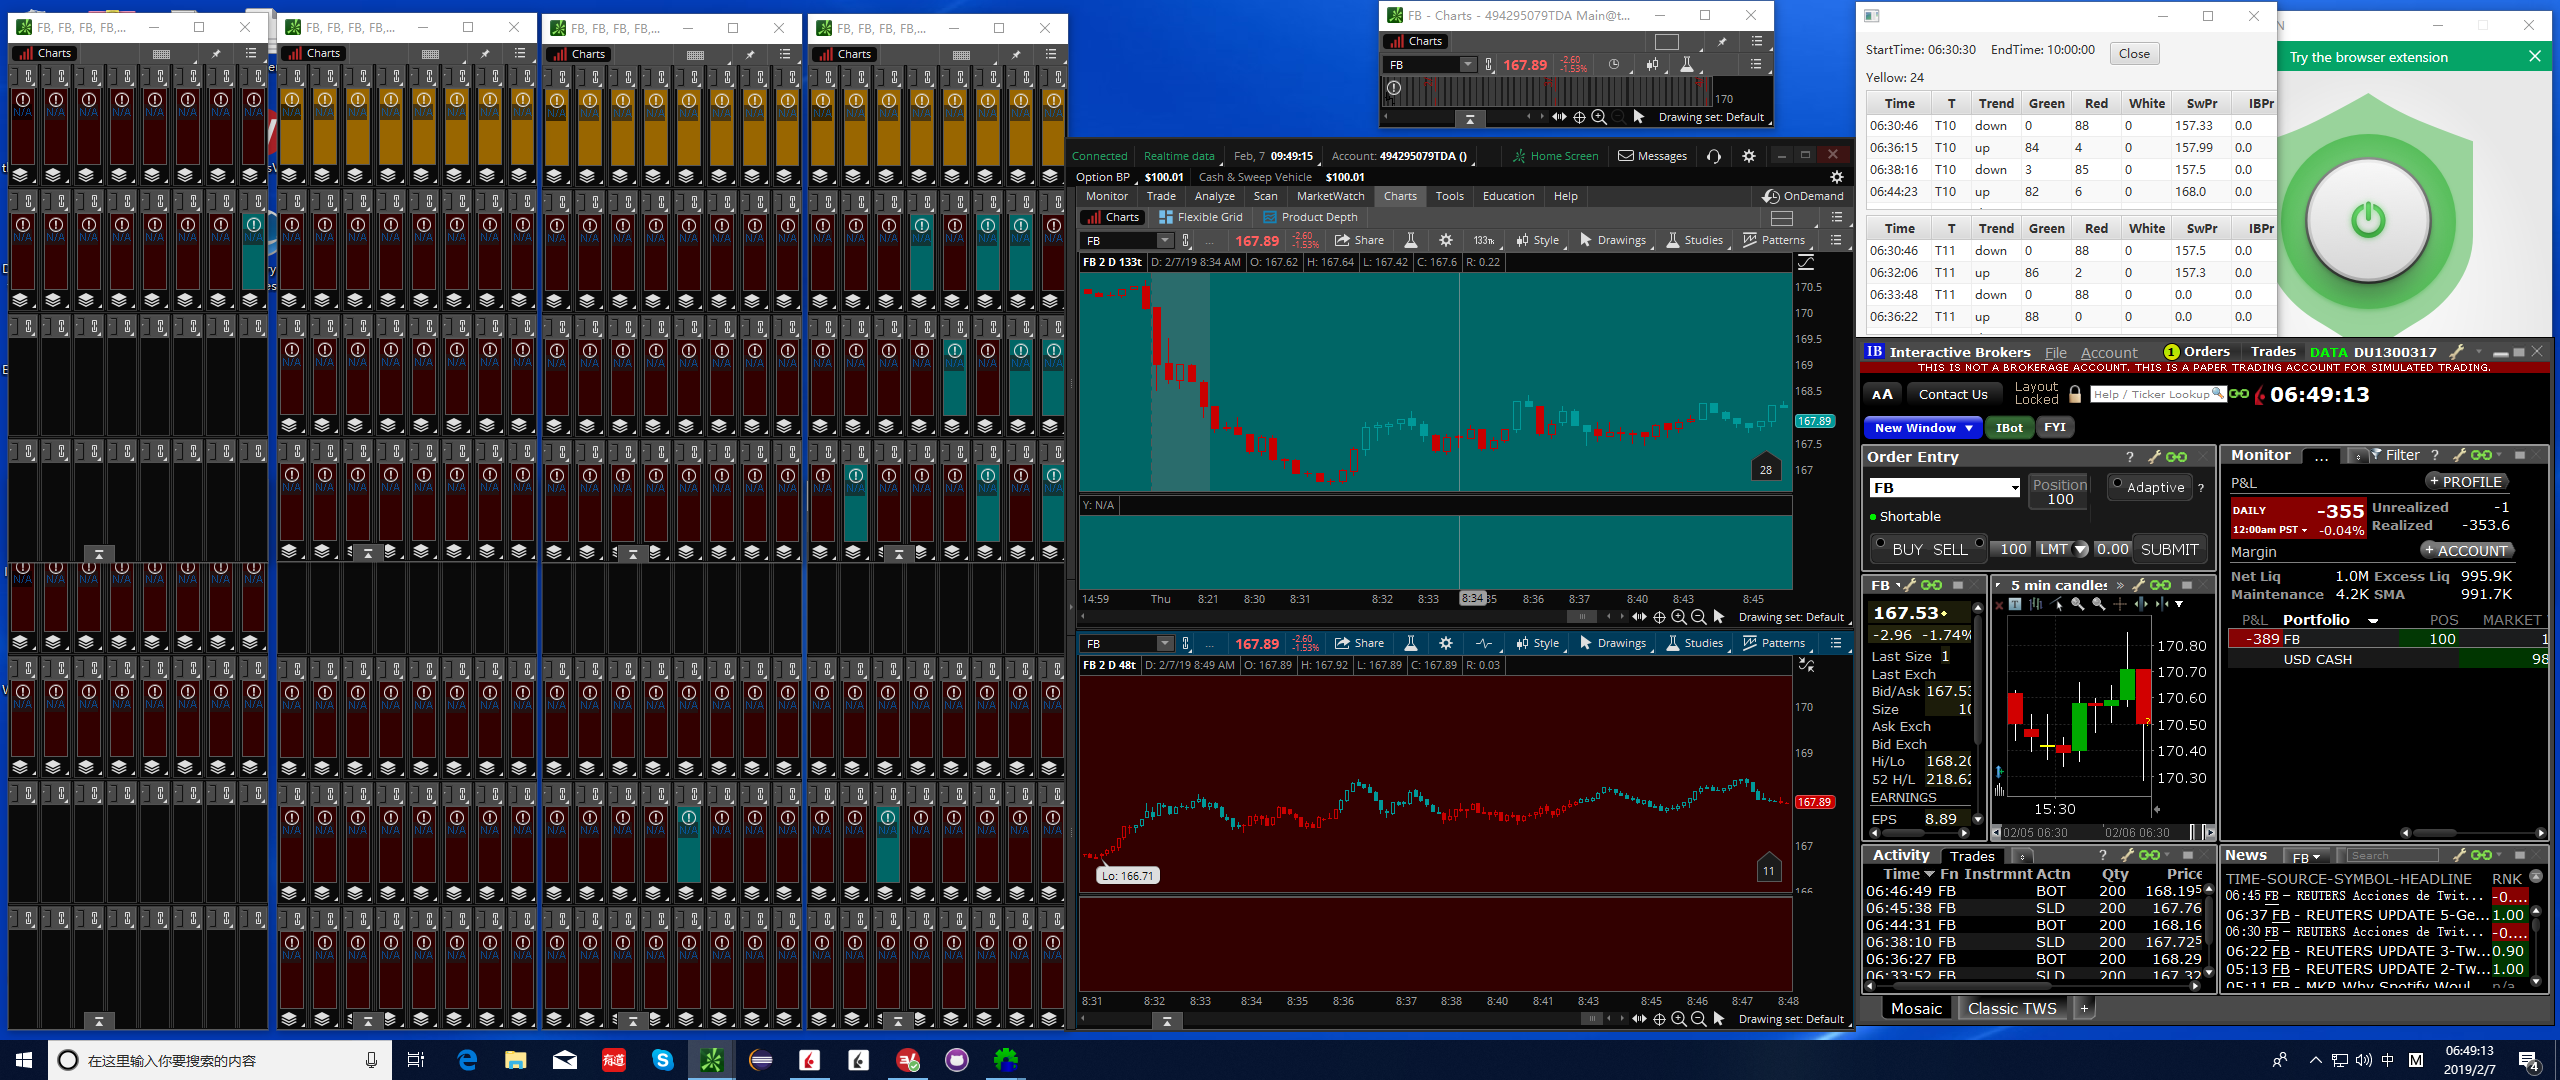 FB, FB, FB, FB,...
Charts
FB, FB, FB, FB,...
Charts
FB, FB, FB, FB,...
Charts
FB, FB, FB, FB,...
Charts
FB - Charts - 494295079TDA Main@t...
Charts
FB 167.89 -2.60 -1.53%
170
Drawing set: Default
Connected Realtime data Feb, 7 09:49:15 Account: 494295079TDA () Home Screen Messages
Option BP $100.01 Cash & Sweep Vehicle $100.01
Monitor Trade Analyze Scan MarketWatch Charts Tools Education Help OnDemand
Charts Flexible Grid Product Depth
FB 167.89 -2.60 -1.53% Share 133Tk Style Drawings Studies Patterns
FB 2 D 133t D: 2/7/19 8:34 AM O: 167.62 H: 167.64 L: 167.42 C: 167.6 R: 0.22
170.5
170
169.5
169
168.5
167.89
167.5
167
28
Y: N/A
14:59 Thu 8:21 8:30 8:31 8:32 8:33 8:34 8:36 8:37 8:40 8:43 8:45
Drawing set: Default
FB 167.89 -2.60 -1.53% Share Style Drawings Studies Patterns
FB 2 D 48t D: 2/7/19 8:49 AM O: 167.89 H: 167.92 L: 167.89 C: 167.89 R: 0.03
170
169
167.89
167
166
Lo: 166.71
11
8:31 8:32 8:33 8:34 8:35 8:36 8:37 8:38 8:40 8:41 8:43 8:45 8:46 8:47 8:48
Drawing set: Default
StartTime: 06:30:30 EndTime: 10:00:00 Close
Yellow: 24
Time T Trend Green Red White SwPr IBPr
06:30:46 T10 down 0 88 0 157.33 0.0
06:36:15 T10 up 84 4 0 157.99 0.0
06:38:16 T10 down 3 85 0 157.5 0.0
06:44:23 T10 up 82 6 0 168.0 0.0
Time T Trend Green Red White SwPr IBPr
06:30:46 T11 down 0 88 0 157.5 0.0
06:32:06 T11 up 86 2 0 157.3 0.0
06:33:48 T11 down 0 88 0 0.0 0.0
06:36:22 T11 up 88 0 0 0.0 0.0
N
Try the browser extension
IB Interactive Brokers File Account 1 Orders Trades DATA DU1300317
THIS IS NOT A BROKERAGE ACCOUNT. THIS IS A PAPER TRADING ACCOUNT FOR SIMULATED TRADING.
AA Contact Us Layout Locked Help / Ticker Lookup 06:49:13
New Window IBot FYI
Order Entry
FB Position 100 Adaptive ?
Shortable
BUY SELL 100 LMT 0.00 SUBMIT
Monitor ... Filter ?
P&L + PROFILE
DAILY -355 Unrealized -1
12:00am PST -0.04% Realized -353.6
Margin + ACCOUNT
Net Liq 1.0M Excess Liq 995.9K
Maintenance 4.2K SMA 991.7K
P&L Portfolio POS MARKET
-389 FB 100 1
USD CASH 98
FB
167.53
-2.96 -1.74%
Last Size 1
Last Exch
Bid/Ask 167.53
Size 10
Ask Exch
Bid Exch
Hi/Lo 168.20
52 H/L 218.62
EARNINGS
EPS 8.89
5 min candles
170.80
170.70
170.60
170.50
170.40
170.30
15:30
02/05 06:30 02/06 06:30
Activity Trades ?
Time Fn Instrmnt Actn Qty Price
06:46:49 FB BOT 200 168.195
06:45:38 FB SLD 200 167.76
06:44:31 FB BOT 200 168.16
06:38:10 FB SLD 200 167.725
06:36:27 FB BOT 200 168.29
06:33:52 FB SLD 200 167.32
News FB Search
TIME-SOURCE-SYMBOL-HEADLINE RNK
06:45 FB - REUTERS Acciones de Twit... -0....
06:37 FB - REUTERS UPDATE 5-Ge... 1.00
06:30 FB - REUTERS Acciones de Twit... -0....
06:22 FB - REUTERS UPDATE 3-Tw... 0.90
05:13 FB - REUTERS UPDATE 2-Tw... 1.00
05:11 FB - MKP Why Spotify Woul n/a
Mosaic Classic TWS +
在这里输入你要搜索的内容
有道
中 M 06:49:13
2019/2/7
4